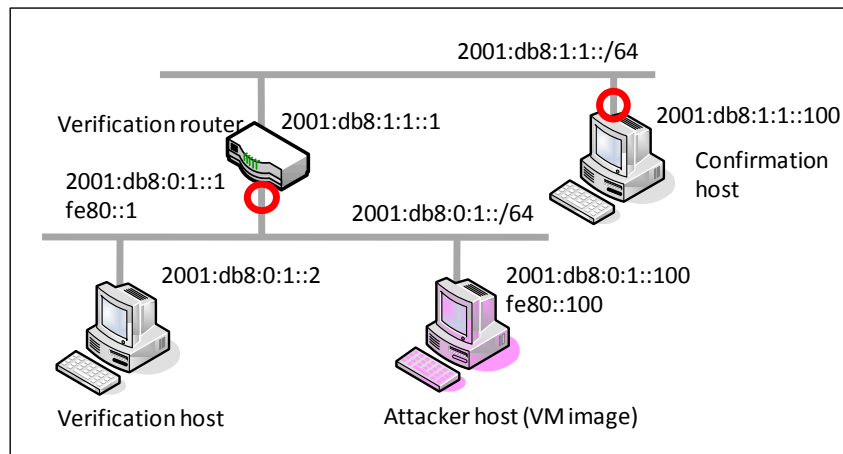 2001:db8:1:1::/64
Verification router
2001:db8:1:1::1
2001:db8:1:1::100
Confirmation
host
2001:db8:0:1::1
fe80::1
2001:db8:0:1::/64
2001:db8:0:1::2
2001:db8:0:1::100
fe80::100
Verification host
Attacker host (VM image)